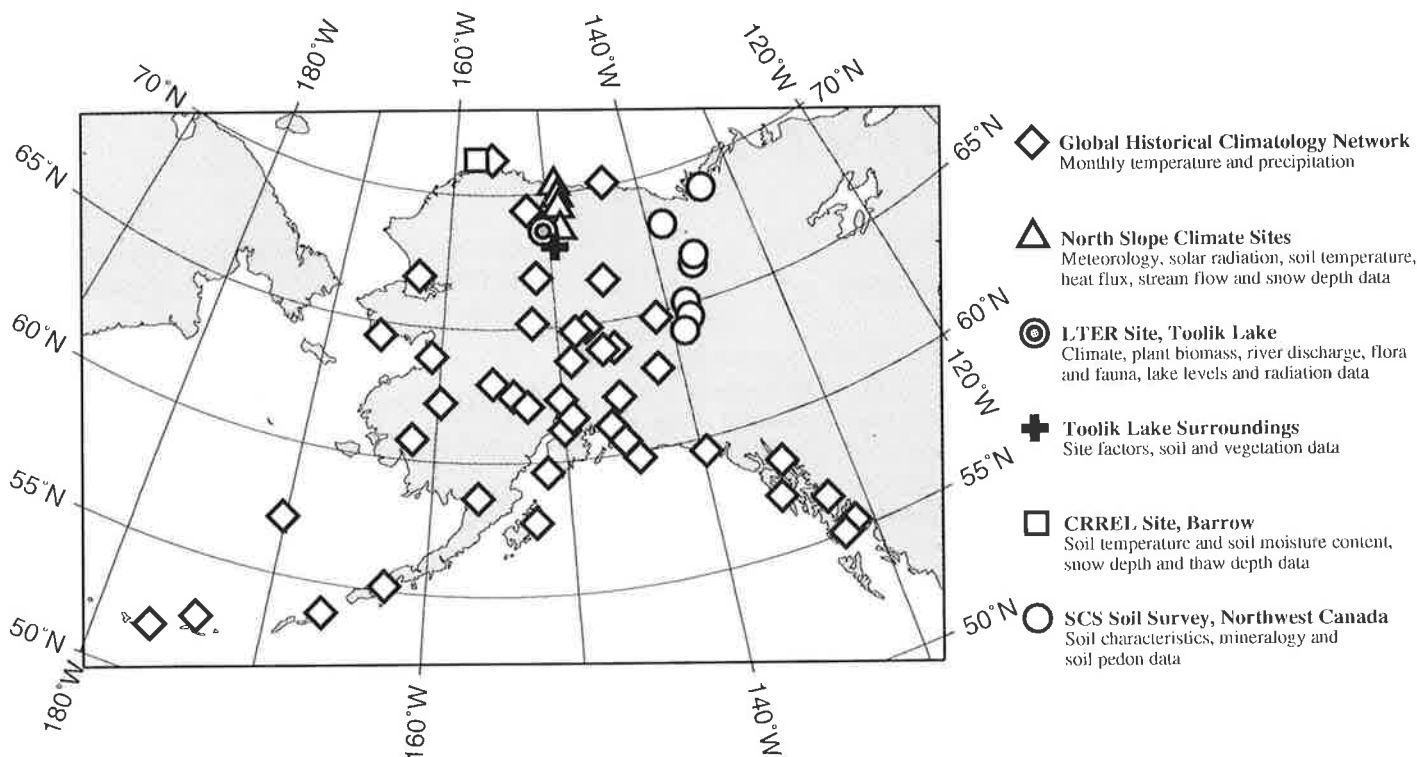 180°W
160°W
140°W
120°W
70°N
70°N
65°N
65°N
60°N
60°N
120°W
55°N
55°N
50°N
50°N
180°W
160°W
140°W
Global Historical Climatology Network
Monthly temperature and precipitation
North Slope Climate Sites
Meteorology, solar radiation, soil temperature,
heat flux, stream flow and snow depth data
LTER Site, Toolik Lake
Climate, plant biomass, river discharge, flora
and fauna, lake levels and radiation data
Toolik Lake Surroundings
Site factors, soil and vegetation data
CRREL Site, Barrow
Soil temperature and soil moisture content,
snow depth and thaw depth data
SCS Soil Survey, Northwest Canada
Soil characteristics, mineralogy and
soil pedon data